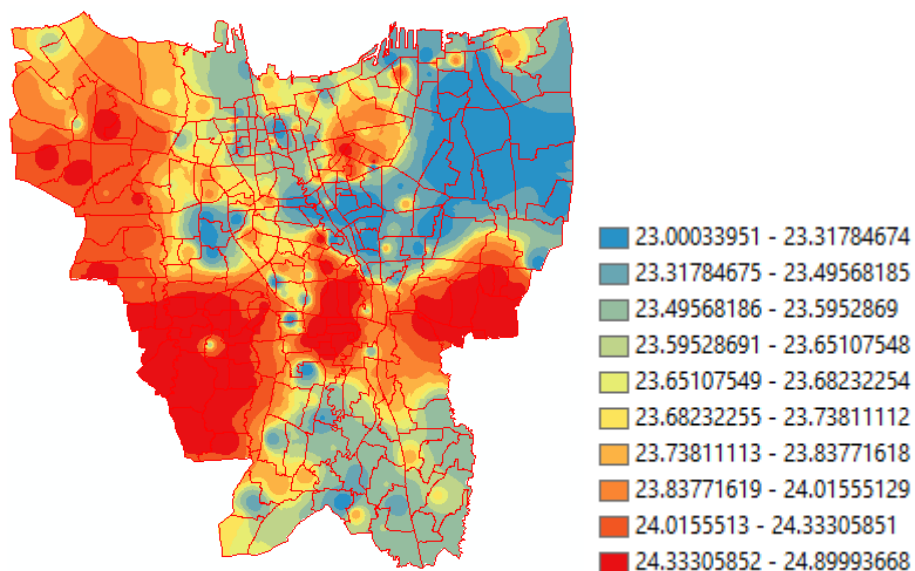 23.00033951 - 23.31784674
23.31784675 - 23.49568185
23.49568186 - 23.5952869
23.59528691 - 23.65107548
23.65107549 - 23.68232254
23.68232255 - 23.73811112
23.73811113 - 23.83771618
23.83771619 - 24.01555129
24.0155513 - 24.33305851
24.33305852 - 24.89993668